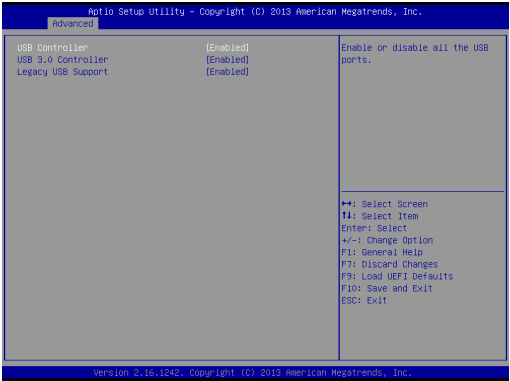 Aptio Setup Utility – Copyright (C) 2013 American Megatrends, Inc.
Advanced
USB Controller [Enabled]
USB 3.0 Controller [Enabled]
Legacy USB Support [Enabled]
Enable or disable all the USB
ports.
↔: Select Screen
↑↓: Select Item
Enter: Select
+/-: Change Option
F1: General Help
F7: Discard Changes
F9: Load UEFI Defaults
F10: Save and Exit
ESC: Exit
Version 2.16.1242. Copyright (C) 2013 American Megatrends, Inc.